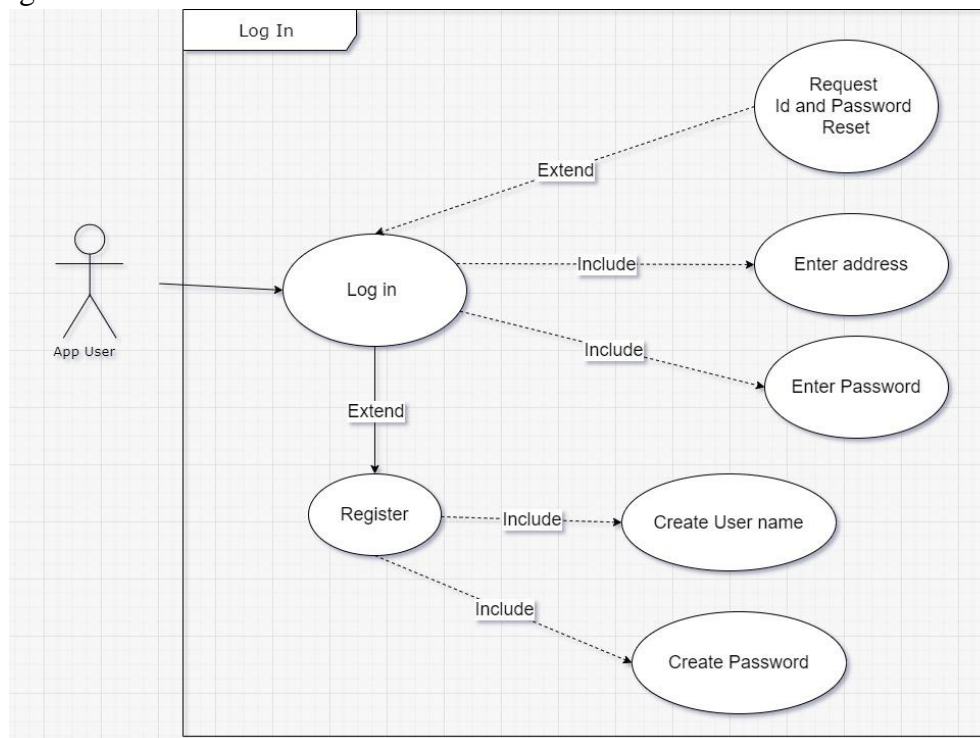 Log In
Request
Id and Password
Reset
Extend
Include
Enter address
Log in
App User
Include
Enter Password
Extend
Register
Include
Create User name
Include
Create Password